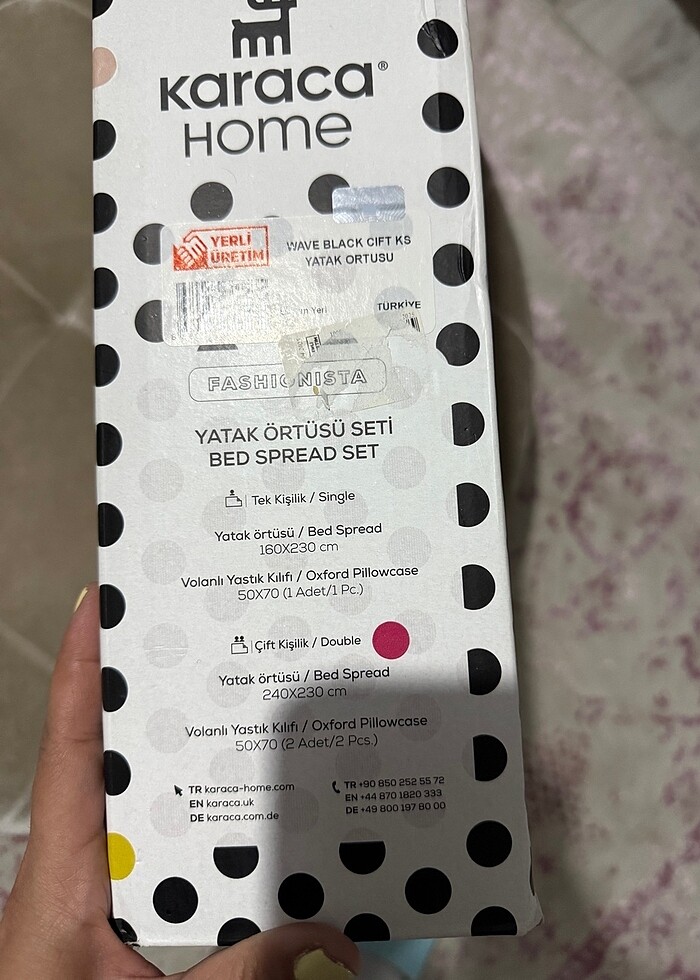 Karaca®
HOME
YERLİ
ÜRETİM
WAVE BLACK CIFT KS
YATAK ORTUSU
Yeri
TÜRKİYE
FASHIONISTA
YATAK ÖRTÜSÜ SETİ
BED SPREAD SET
Tek Kişilik / Single
Yatak örtüsü / Bed Spread
160X230 cm
Volanlı Yastık Kılıfı / Oxford Pillowcase
50X70 (1 Adet/1 Pc.)
Çift Kişilik / Double
Yatak örtüsü / Bed Spread
240X230 cm
Volanlı Yastık Kılıfı / Oxford Pillowcase
50X70 (2 Adet/2 Pcs.)
TR karaca-home.com
EN karaca.uk
DE karaca.com.de
TR +90 850 252 55 72
EN +44 870 1820 333
DE +49 800 197 80 00